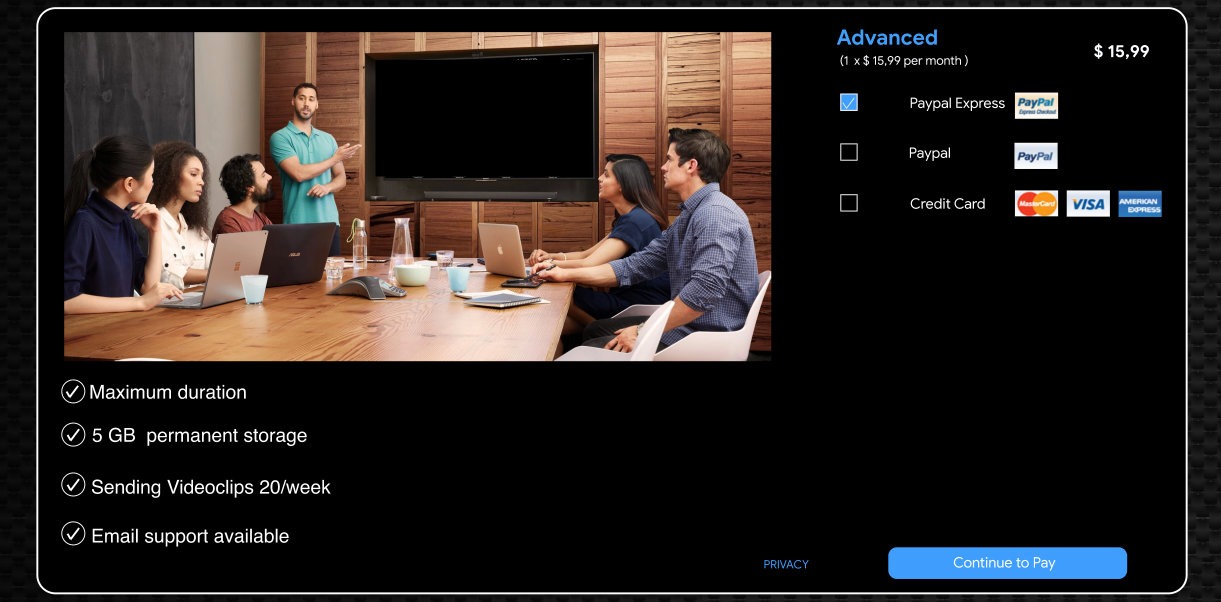 Advanced
(1 x $ 15,99 per month )
$ 15,99
Paypal Express
PayPal
Express Checkout
Paypal
PayPal
Credit Card
MasterCard
VISA
AMERICAN
EXPRESS
ASUS
Maximum duration
5 GB permanent storage
Sending Videoclips 20/week
Email support available
PRIVACY
Continue to Pay